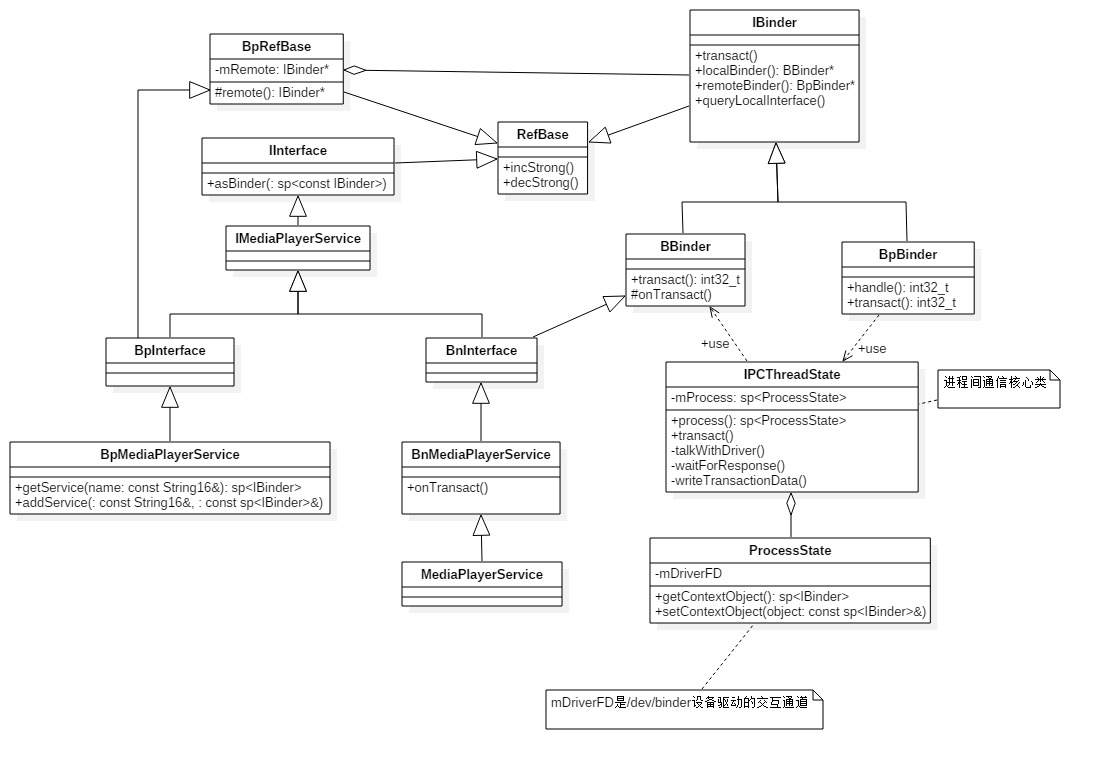 BpRefBase
-mRemote: IBinder*
#remote(): IBinder*
IBinder
+transact()
+localBinder(): BBinder*
+remoteBinder(): BpBinder*
+queryLocalInterface()
RefBase
+incStrong()
+decStrong()
IInterface
+asBinder(: sp<const IBinder>)
IMediaPlayerService
BBinder
+transact(): int32_t
#onTransact()
BpBinder
+handle(): int32_t
+transact(): int32_t
BpInterface
BnInterface
+use
+use
IPCThreadState
-mProcess: sp<ProcessState>
+process(): sp<ProcessState>
+transact()
-talkWithDriver()
-waitForResponse()
-writeTransactionData()
进程间通信核心类
BpMediaPlayerService
+getService(name: const String16&): sp<IBinder>
+addService(: const String16&, : const sp<IBinder>&)
BnMediaPlayerService
+onTransact()
MediaPlayerService
ProcessState
-mDriverFD
+getContextObject(): sp<IBinder>
+setContextObject(object: const sp<IBinder>&)
mDriverFD是/dev/binder设备驱动的交互通道